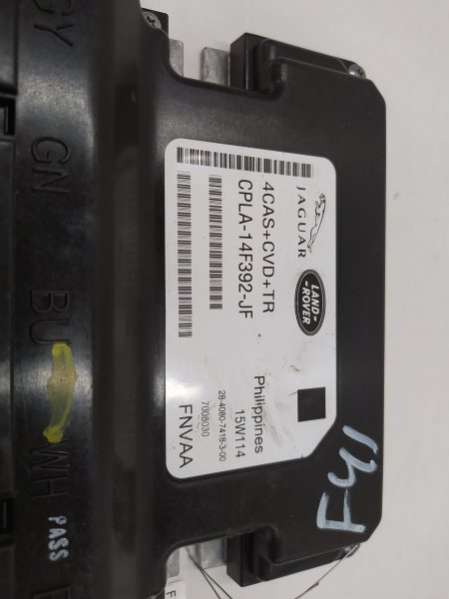 GY
GN
BU
WH
PASS
JAGUAR
LAND-
-ROVER
4CAS+CVD+TR
CPLA-14F392-JF
Philippines
15W114
28-4080-7418-3-00
7008030
FNVAA